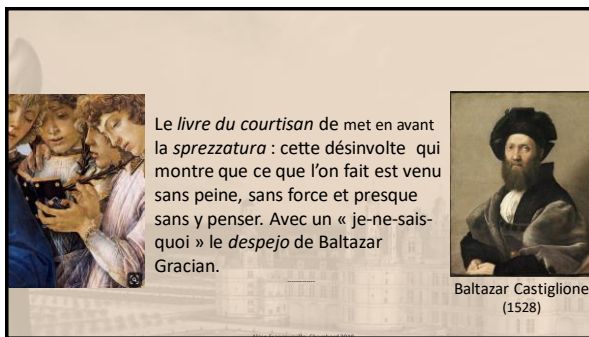 Le livre du courtisan de met en avant
la sprezzatura : cette désinvolte qui
montre que ce que l'on fait est venu
sans peine, sans force et presque
sans y penser. Avec un « je-ne-sais-
quoi » le despejo de Baltazar
Gracian.
Baltazar Castiglione
(1528)